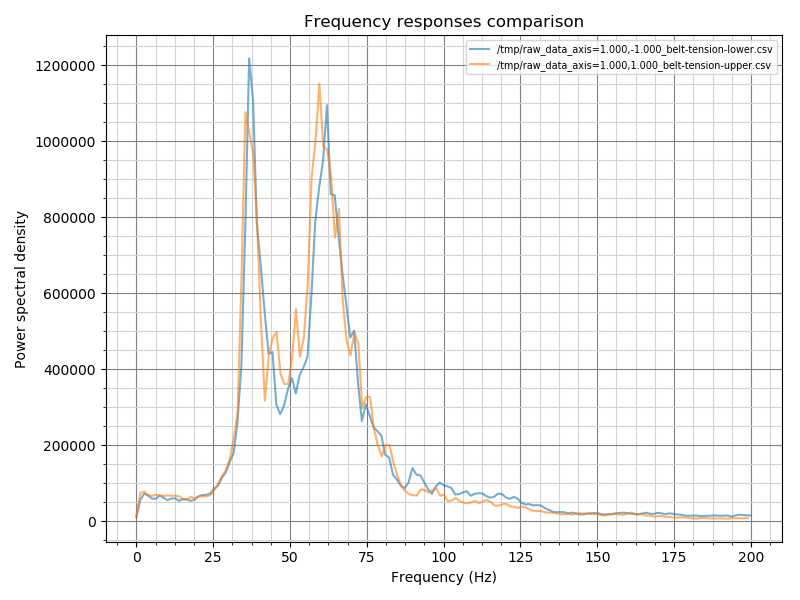 Frequency responses comparison
/tmp/raw_data_axis=1.000,-1.000_belt-tension-lower.csv
/tmp/raw_data_axis=1.000,1.000_belt-tension-upper.csv
Power spectral density
1200000
1000000
800000
600000
400000
200000
0
0 25 50 75 100 125 150 175 200
Frequency (Hz)